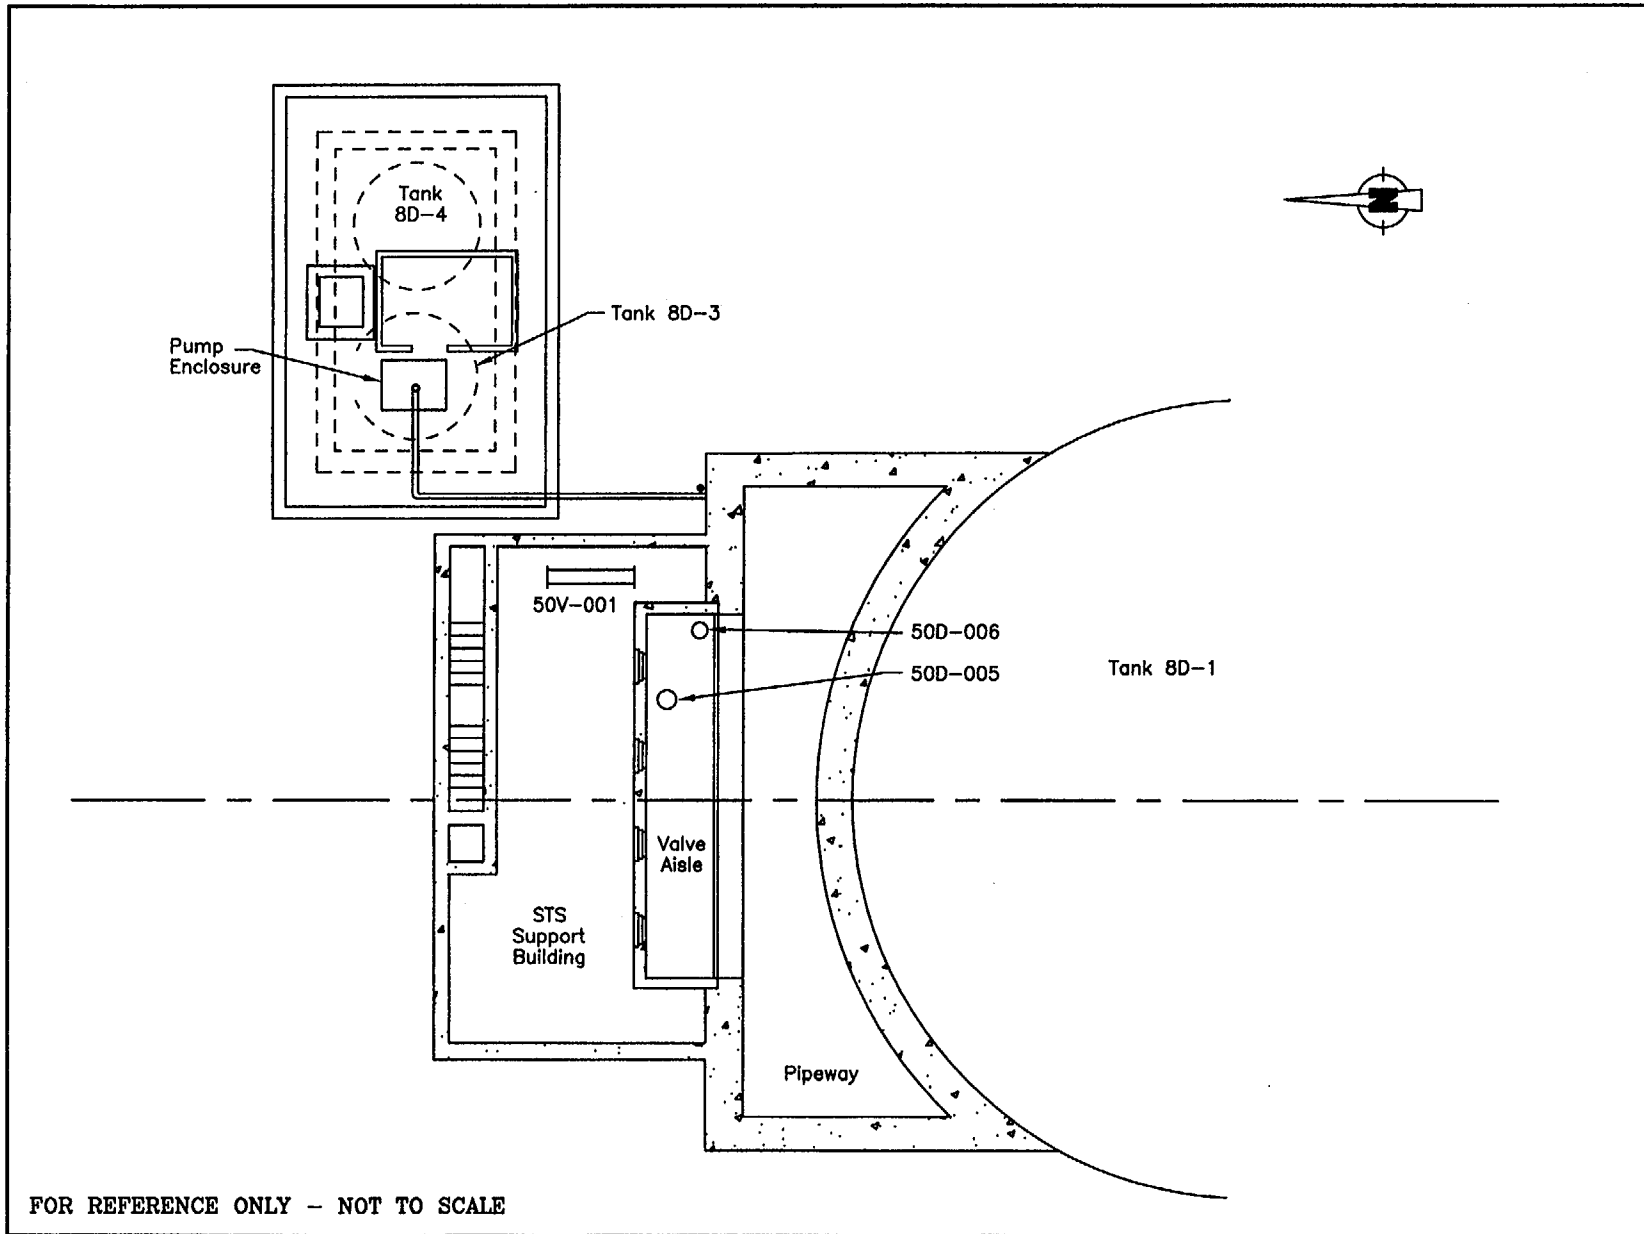 Tank
8D-4
Tank 8D-3
Pump
Enclosure
N
50V-001
50D-006
50D-005
Tank 8D-1
Valve
Aisle
STS
Support
Building
Pipeway
FOR REFERENCE ONLY – NOT TO SCALE